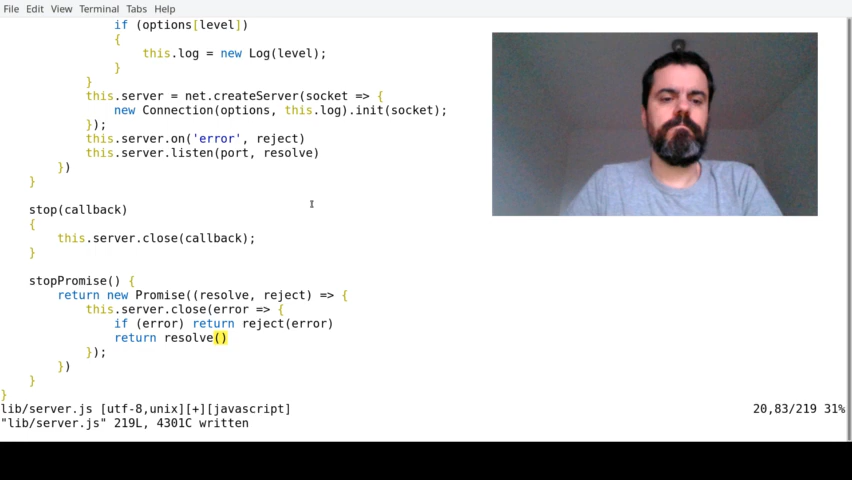 File Edit View Terminal Tabs Help
if (options[level])
{
this.log = new Log(level);
}
}
this.server = net.createServer(socket => {
new Connection(options, this.log).init(socket);
});
this.server.on('error', reject)
this.server.listen(port, resolve)
})
}
stop(callback)
{
this.server.close(callback);
}
stopPromise() {
return new Promise((resolve, reject) => {
this.server.close(error => {
if (error) return reject(error)
return resolve()
});
})
}
}
lib/server.js [utf-8,unix][+][javascript] 20,83/219 31%
"lib/server.js" 219L, 4301C written